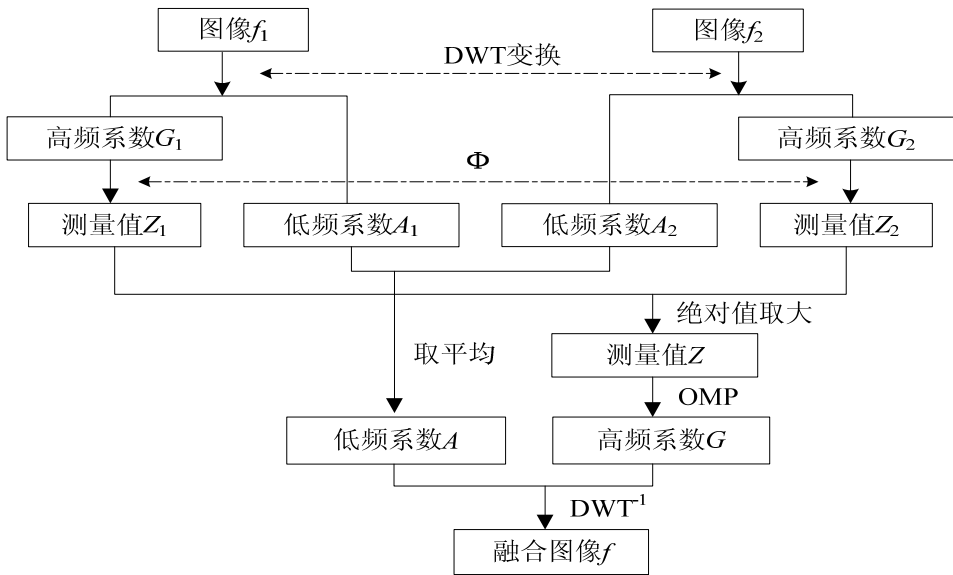 图像f₁
图像f₂
DWT变换
高频系数G₁
高频系数G₂
Φ
测量值Z₁
低频系数A₁
低频系数A₂
测量值Z₂
绝对值取大
取平均
测量值Z
OMP
低频系数A
高频系数G
DWT⁻¹
融合图像f